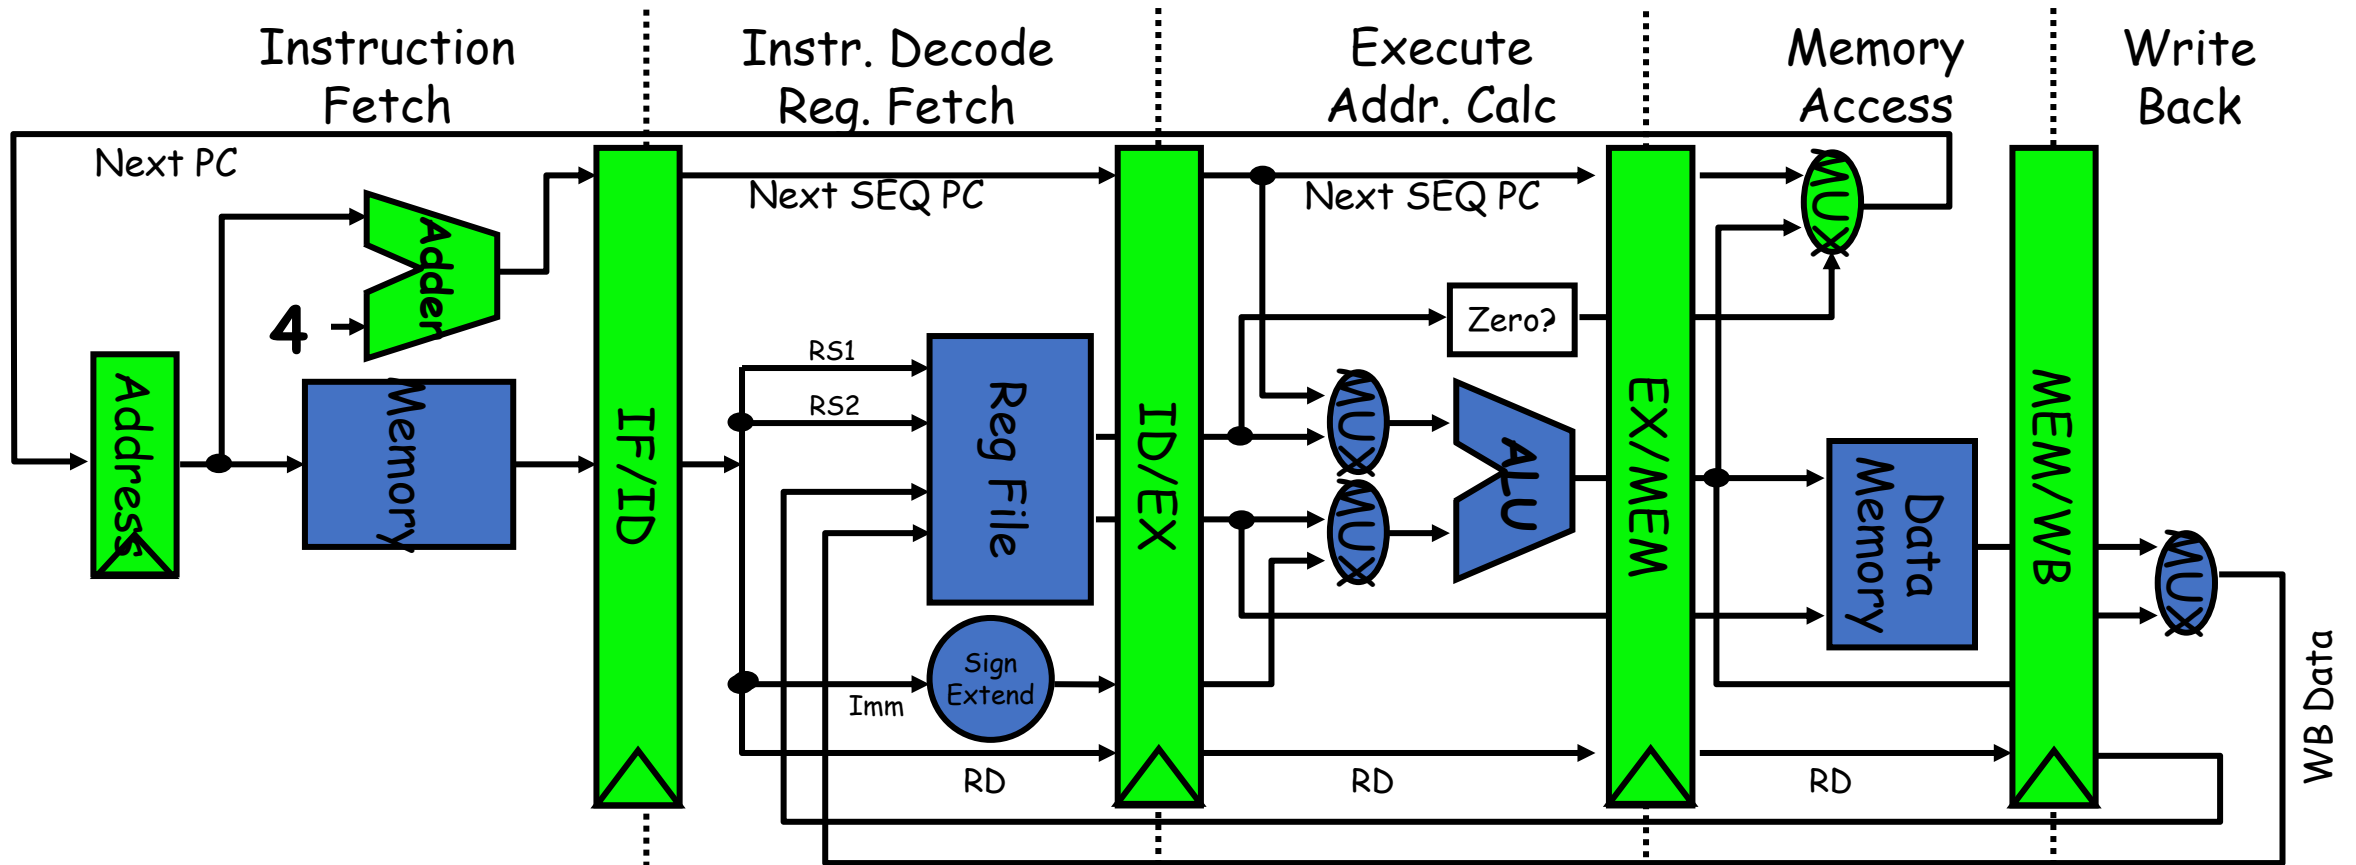 Instruction
Fetch
Instr. Decode
Reg. Fetch
Execute
Addr. Calc
Memory
Access
Write
Back
Next PC
Next SEQ PC
Next SEQ PC
MUX
Adder
4
Zero?
Address
Memory
IF/ID
RS1
RS2
Reg File
ID/EX
MUX
MUX
ALU
EX/MEM
Data
Memory
MEM/WB
MUX
Sign
Extend
Imm
RD
RD
RD
WB Data